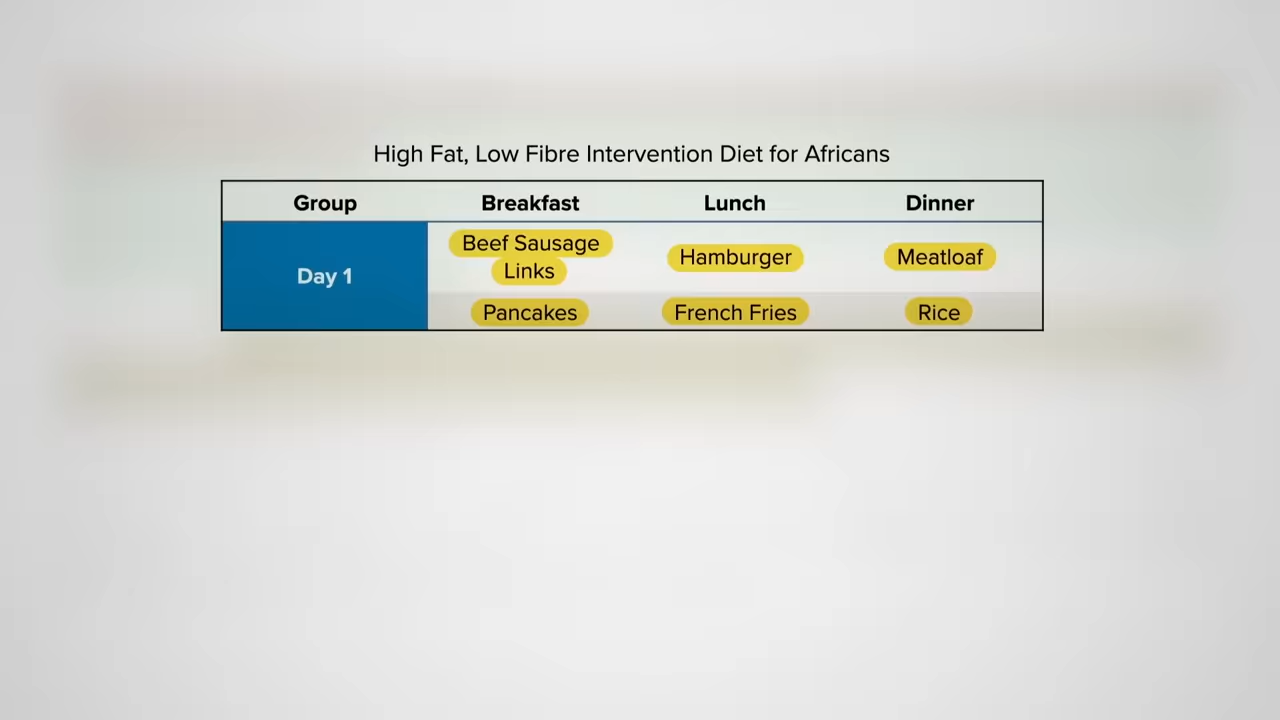 High Fat, Low Fibre Intervention Diet for Africans
Group Breakfast Lunch Dinner
Day 1
Beef Sausage
Links
Hamburger
Meatloaf
Pancakes French Fries Rice